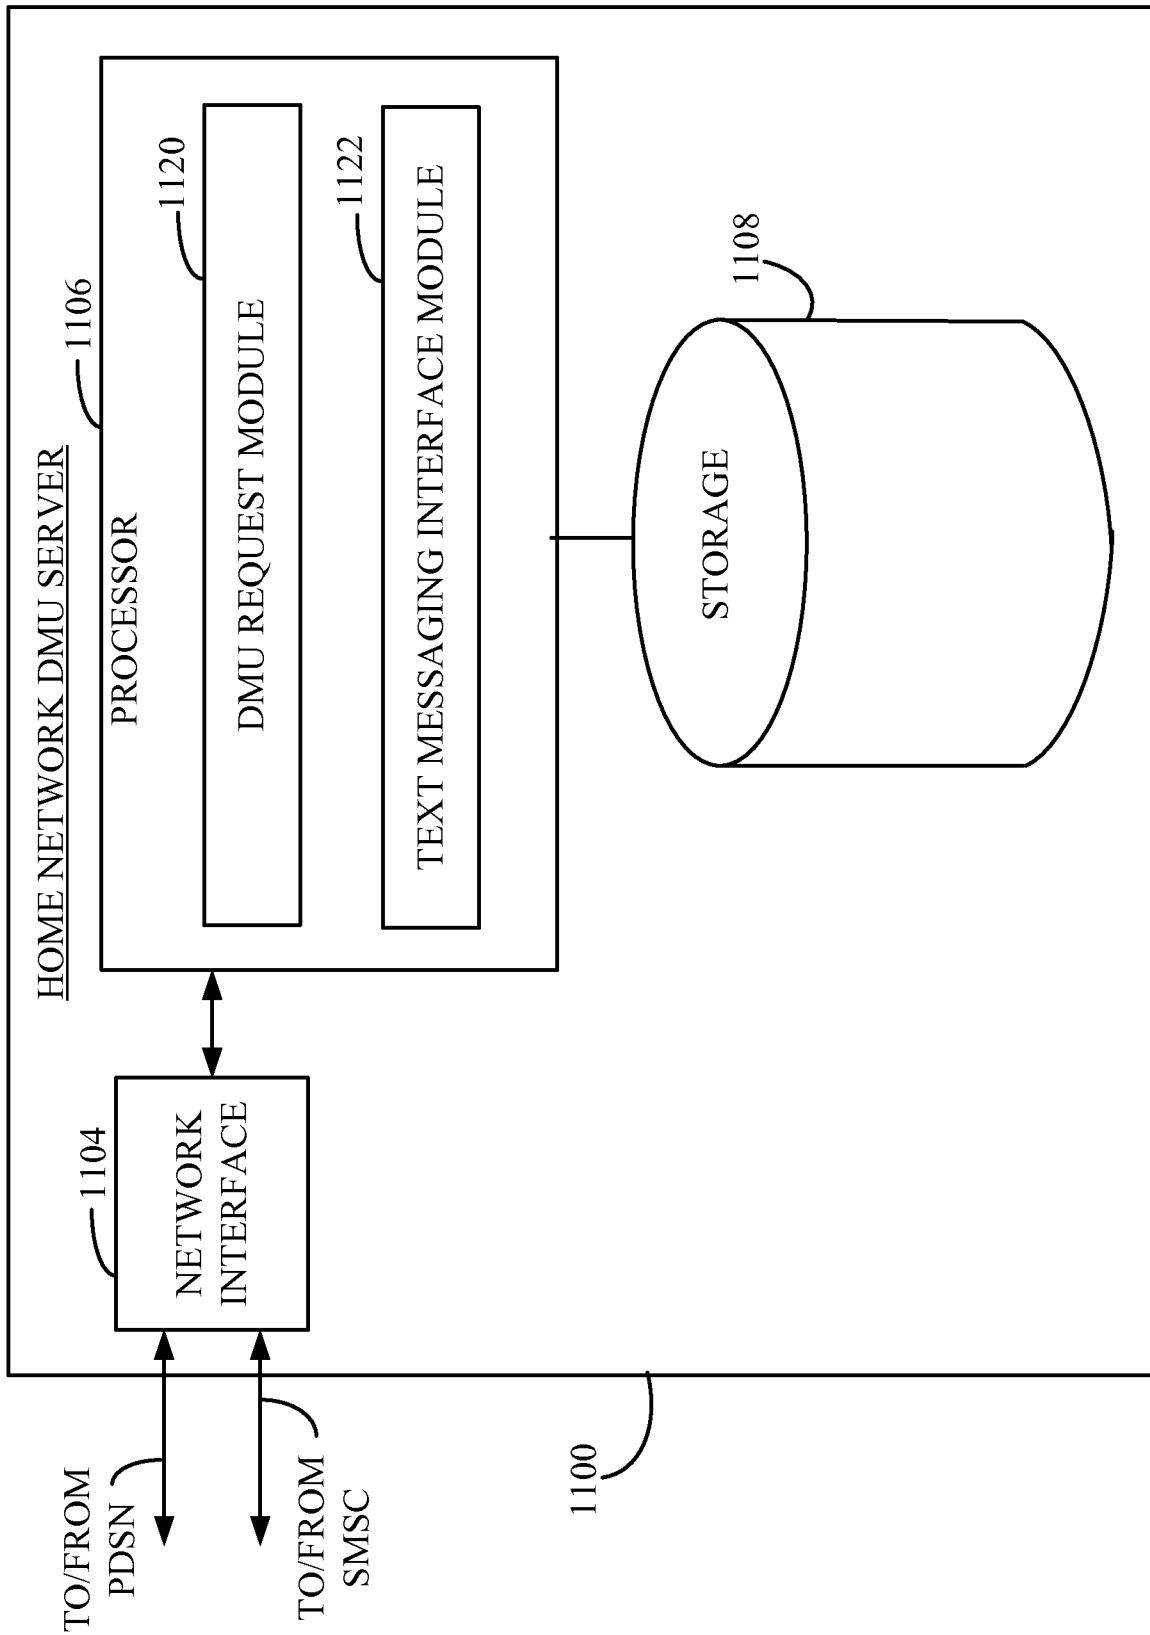 HOME NETWORK DMU SERVER
1106
PROCESSOR
1120
DMU REQUEST MODULE
1122
TEXT MESSAGING INTERFACE MODULE
1104
NETWORK
INTERFACE
TO/FROM
PDSN
TO/FROM
SMSC
STORAGE
1108
1100